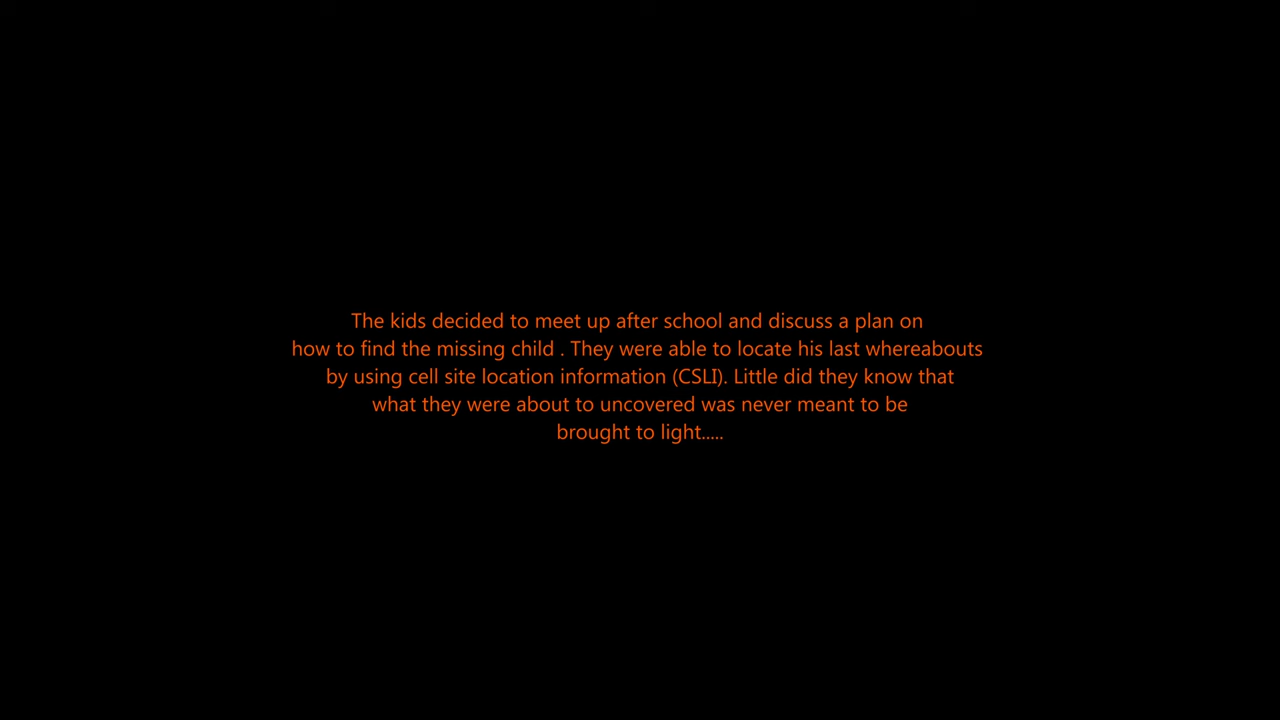 The kids decided to meet up after school and discuss a plan on
how to find the missing child . They were able to locate his last whereabouts
by using cell site location information (CSLI). Little did they know that
what they were about to uncovered was never meant to be
brought to light.....